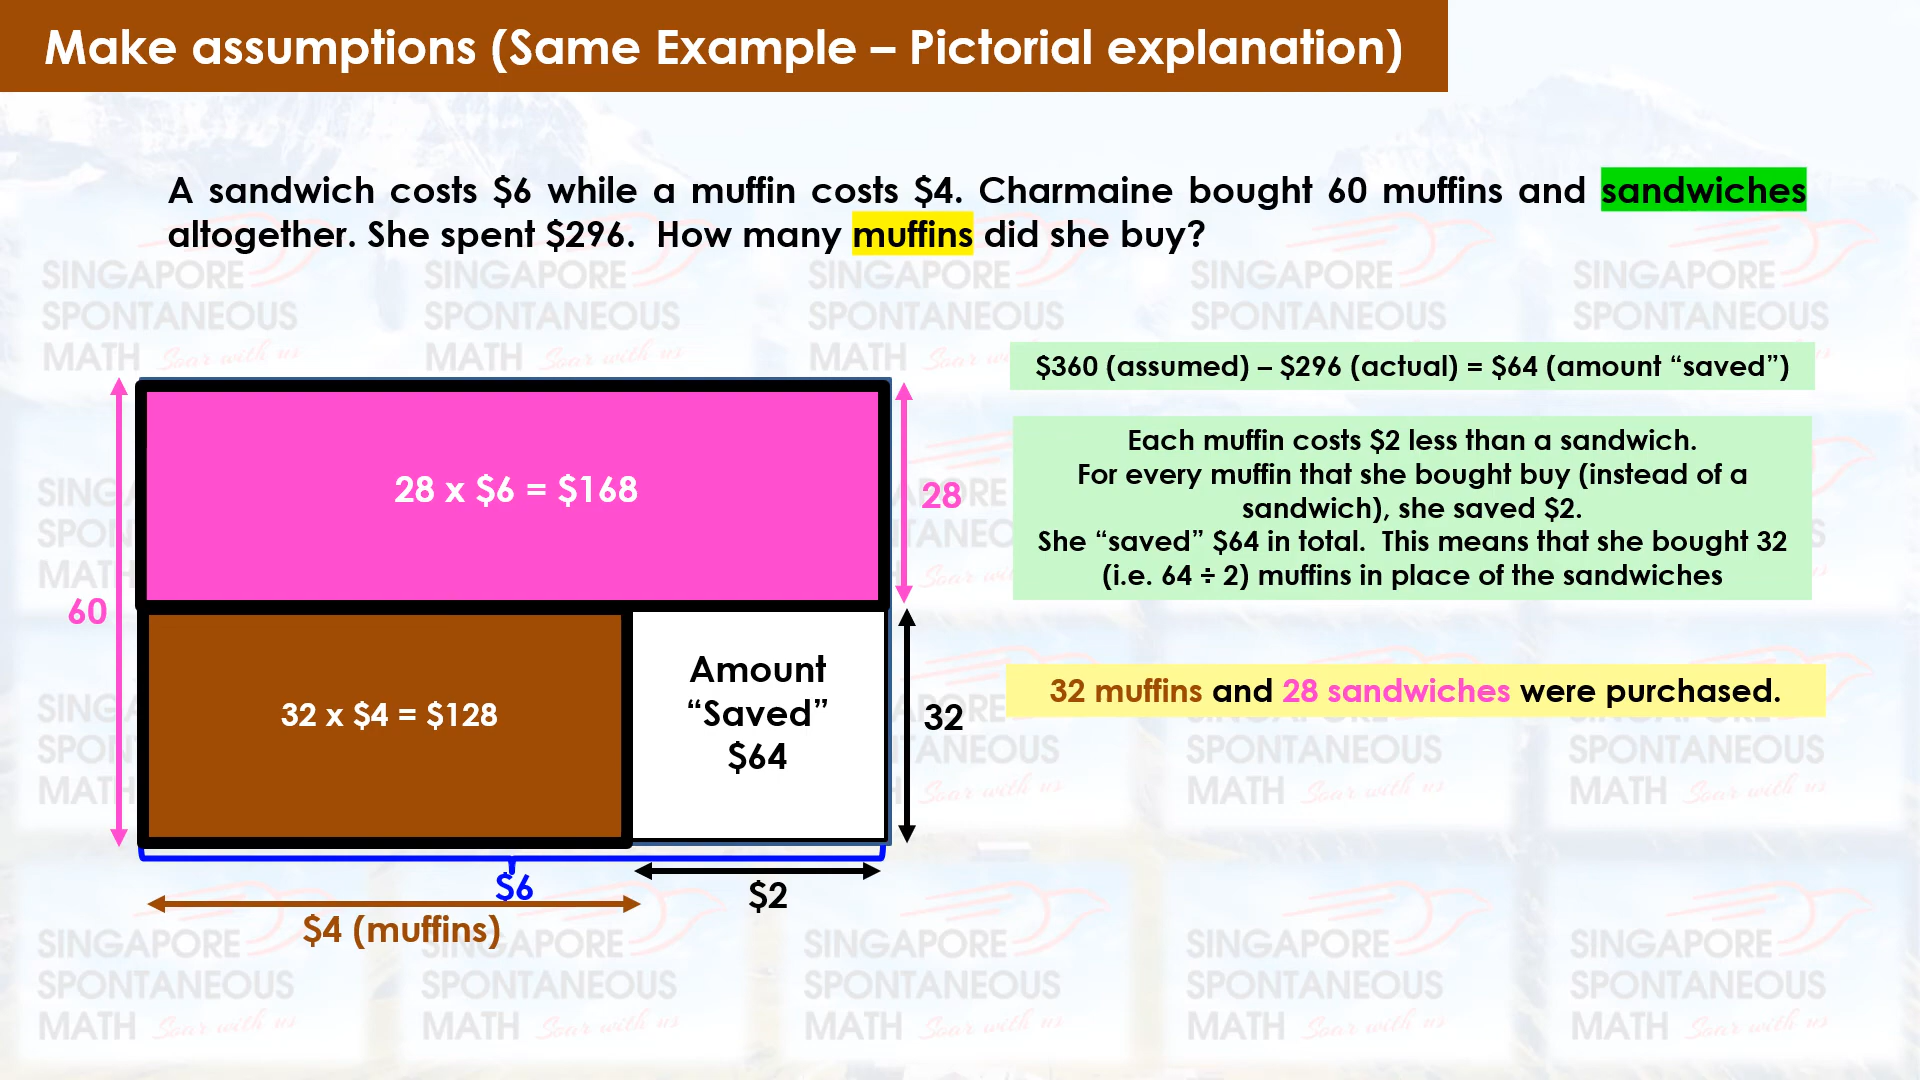 Make assumptions (Same Example – Pictorial explanation)
A sandwich costs $6 while a muffin costs $4. Charmaine bought 60 muffins and sandwiches
altogether. She spent $296.  How many muffins did she buy?
$360 (assumed) – $296 (actual) = $64 (amount “saved”)
Each muffin costs $2 less than a sandwich.
For every muffin that she bought buy (instead of a
sandwich), she saved $2.
She “saved” $64 in total.  This means that she bought 32
(i.e. 64 ÷ 2) muffins in place of the sandwiches
32 muffins and 28 sandwiches were purchased.
60
28 x $6 = $168
28
32 x $4 = $128
Amount
“Saved”
$64
32
$6
$2
$4 (muffins)
SINGAPORE
SPONTANEOUS
MATH Soar with us